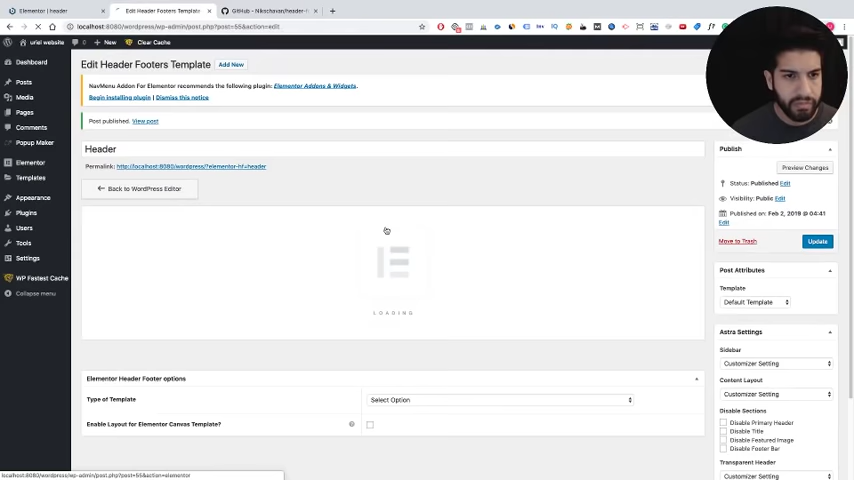 Elementor | header
Edit Header Footers Template
GitHub - Nikschavan/header-f
localhost:8080/wordpress/wp-admin/post.php?post=55&action=edit
uriel website
0
New
Clear Cache
Dashboard
Posts
Media
Pages
Comments
Popup Maker
Elementor
Templates
Appearance
Plugins
Users
Tools
Settings
WP Fastest Cache
Collapse menu
Edit Header Footers Template
Add New
NavMenu Addon For Elementor recommends the following plugin: Elementor Addons & Widgets.
Begin installing plugin | Dismiss this notice
Post published. View post
Header
Permalink: http://localhost:8080/wordpress/?elementor-hf=header
← Back to WordPress Editor
LOADING
Elementor Header Footer options
Type of Template
Select Option
Enable Layout for Elementor Canvas Template?
Publish
Preview Changes
Status: Published Edit
Visibility: Public Edit
Published on: Feb 2, 2019 @ 04:41
Edit
Move to Trash
Update
Post Attributes
Template
Default Template
Astra Settings
Sidebar
Customizer Setting
Content Layout
Customizer Setting
Disable Sections
Disable Primary Header
Disable Title
Disable Featured Image
Disable Footer Bar
Transparent Header
Customizer Setting
localhost:8080/wordpress/wp-admin/post.php?post=55&action=elementor